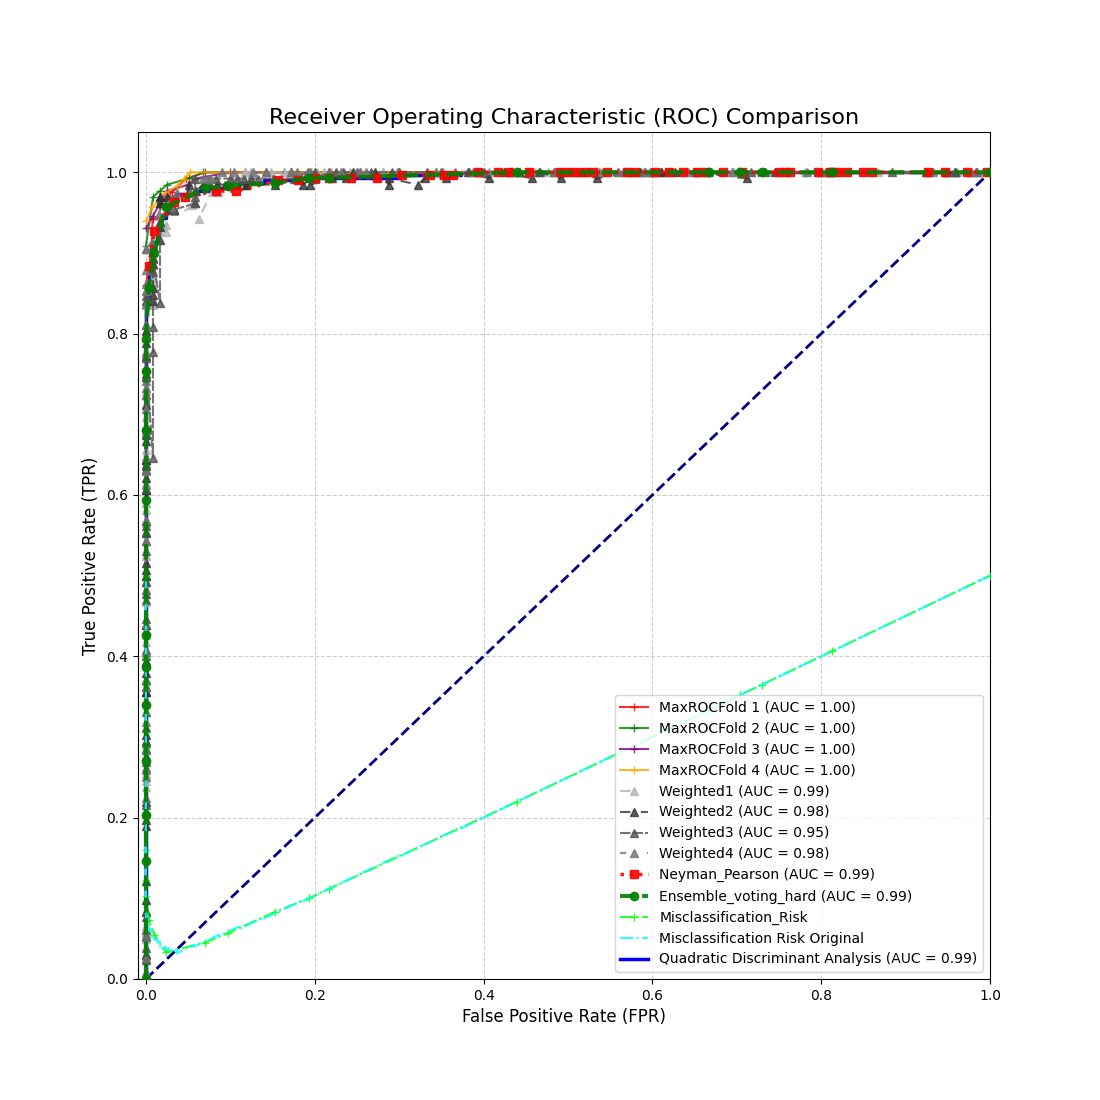 Receiver Operating Characteristic (ROC) Comparison
True Positive Rate (TPR)
1.0
0.8
0.6
0.4
0.2
0.0
MaxROCFold 1 (AUC = 1.00)
MaxROCFold 2 (AUC = 1.00)
MaxROCFold 3 (AUC = 1.00)
MaxROCFold 4 (AUC = 1.00)
Weighted1 (AUC = 0.99)
Weighted2 (AUC = 0.98)
Weighted3 (AUC = 0.95)
Weighted4 (AUC = 0.98)
Neyman_Pearson (AUC = 0.99)
Ensemble_voting_hard (AUC = 0.99)
Misclassification_Risk
Misclassification Risk Original
Quadratic Discriminant Analysis (AUC = 0.99)
0.0 0.2 0.4 0.6 0.8 1.0
False Positive Rate (FPR)